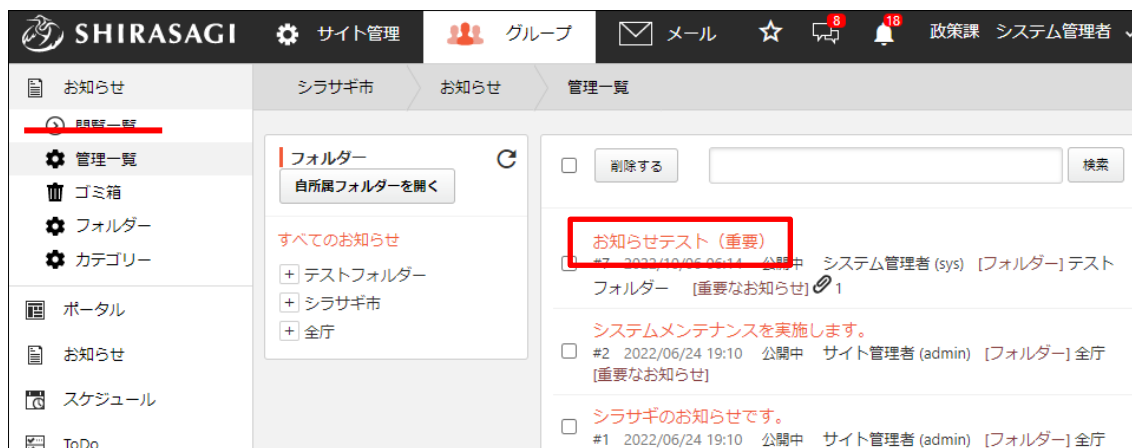 SHIRASAGI サイト管理 グループ メール 8 18 政策課 システム管理者
お知らせ
シラサギ市 お知らせ 管理一覧
閲覧一覧
管理一覧
ゴミ箱
フォルダー
カテゴリー
ポータル
お知らせ
スケジュール
ToDo
フォルダー
自所属フォルダーを開く
すべてのお知らせ
+ テストフォルダー
+ シラサギ市
+ 全庁
削除する 検索
お知らせテスト（重要）
#7 2022/10/06 06:14 公開中 システム管理者 (sys) [フォルダー] テスト
フォルダー [重要なお知らせ] 1
システムメンテナンスを実施します。
#2 2022/06/24 19:10 公開中 サイト管理者 (admin) [フォルダー] 全庁
[重要なお知らせ]
シラサギのお知らせです。
#1 2022/06/24 19:10 公開中 サイト管理者 (admin) [フォルダー] 全庁